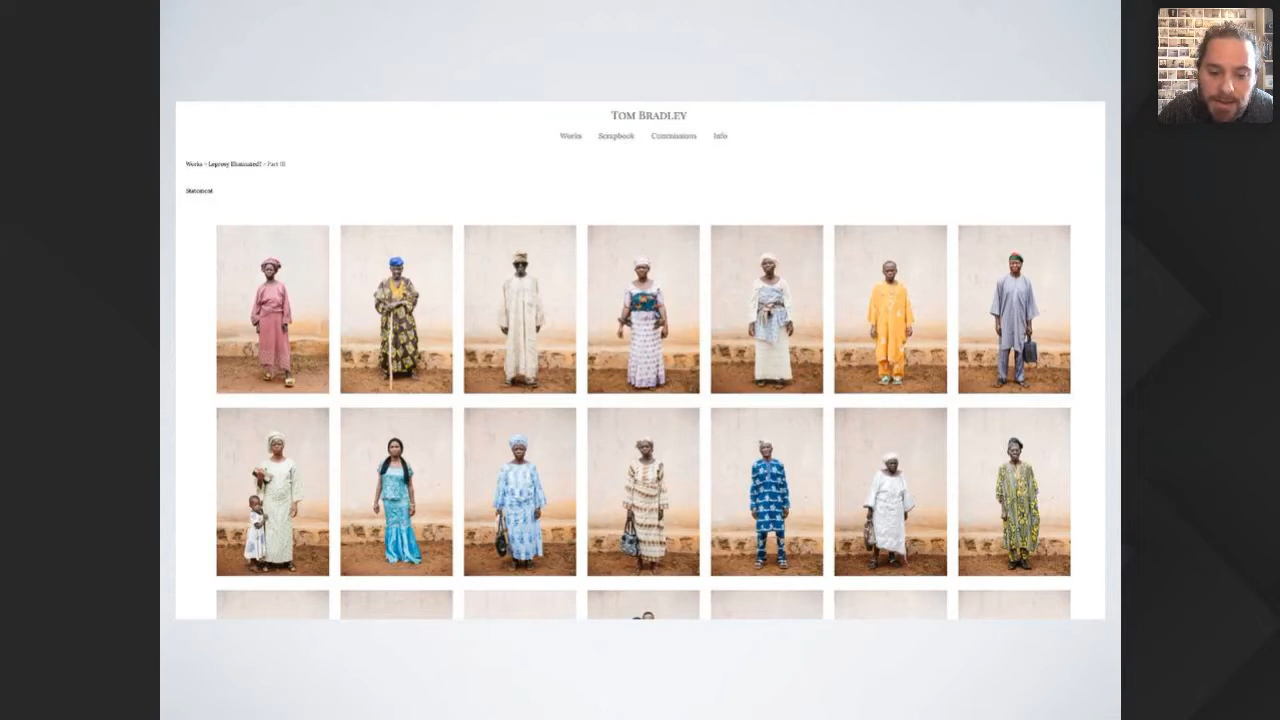 TOM BRADLEY
Works Scrapbook Commissions Info
Works > Leprosy Eliminated? > Part III
Statement